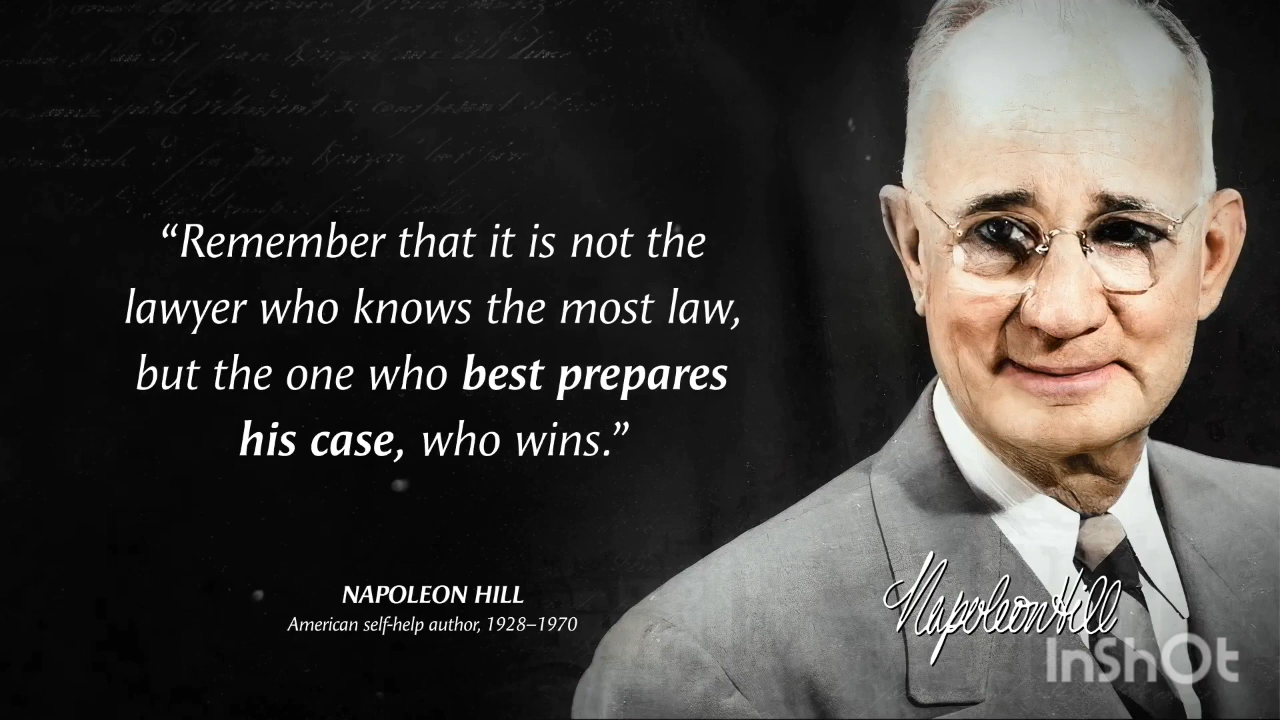 “Remember that it is not the
lawyer who knows the most law,
but the one who best prepares
his case, who wins.”
NAPOLEON HILL
American self-help author, 1928–1970
Napoleon Hill
InShOt